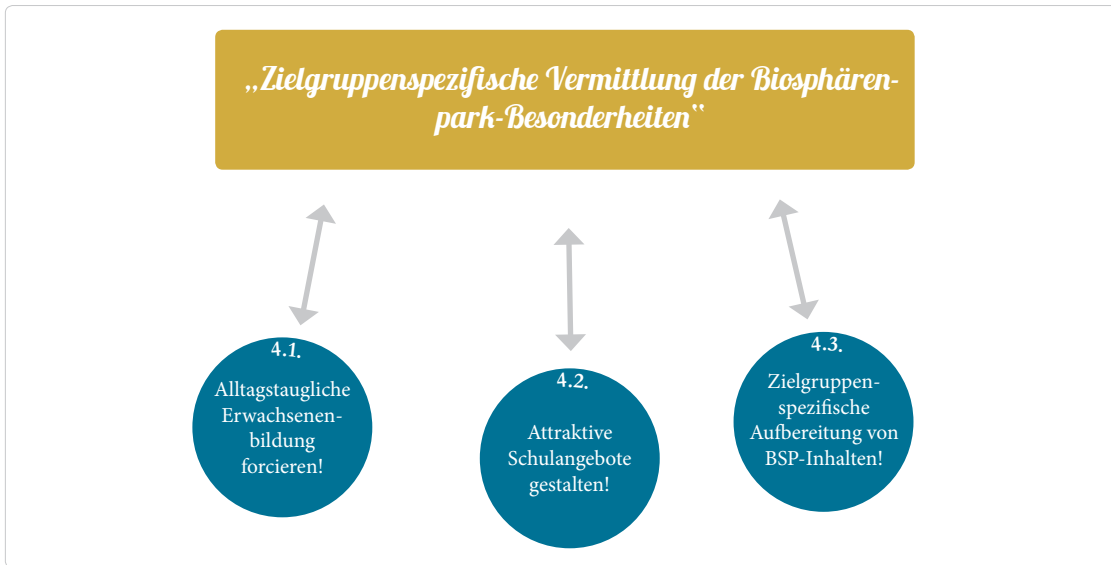 „Zielgruppenspezifische Vermittlung der Biosphären-
park-Besonderheiten“
4.1.
Alltagstaugliche
Erwachsenen-
bildung
forcieren!
4.2.
Attraktive
Schulangebote
gestalten!
4.3.
Zielgruppen-
spezifische
Aufbereitung von
BSP-Inhalten!